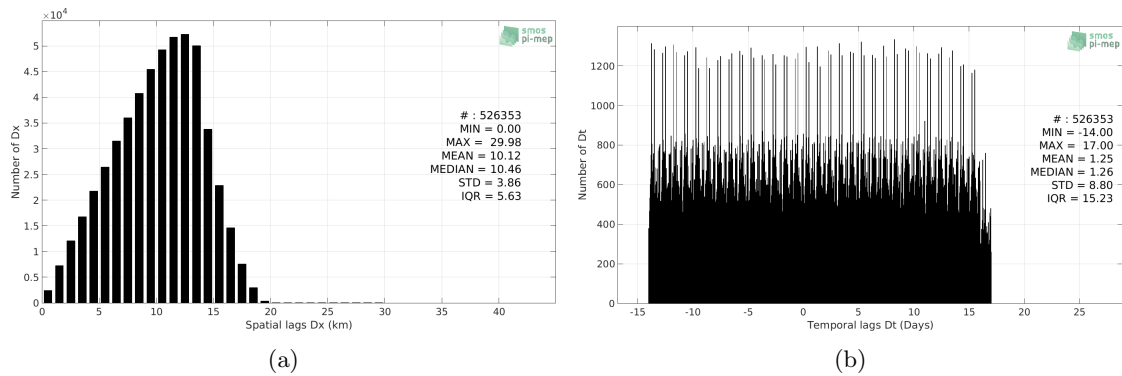 ×10⁴
5
4.5
4
3.5
3
2.5
2
1.5
1
0.5
0
Number of Dx
smos
pi-mep
# : 526353
MIN = 0.00
MAX = 29.98
MEAN = 10.12
MEDIAN = 10.46
STD = 3.86
IQR = 5.63
0 5 10 15 20 25 30 35 40
Spatial lags Dx (km)
(a)
1200
1000
800
600
400
200
0
Number of Dt
smos
pi-mep
# : 526353
MIN = -14.00
MAX = 17.00
MEAN = 1.25
MEDIAN = 1.26
STD = 8.80
IQR = 15.23
-15 -10 -5 0 5 10 15 20 25
Temporal lags Dt (Days)
(b)